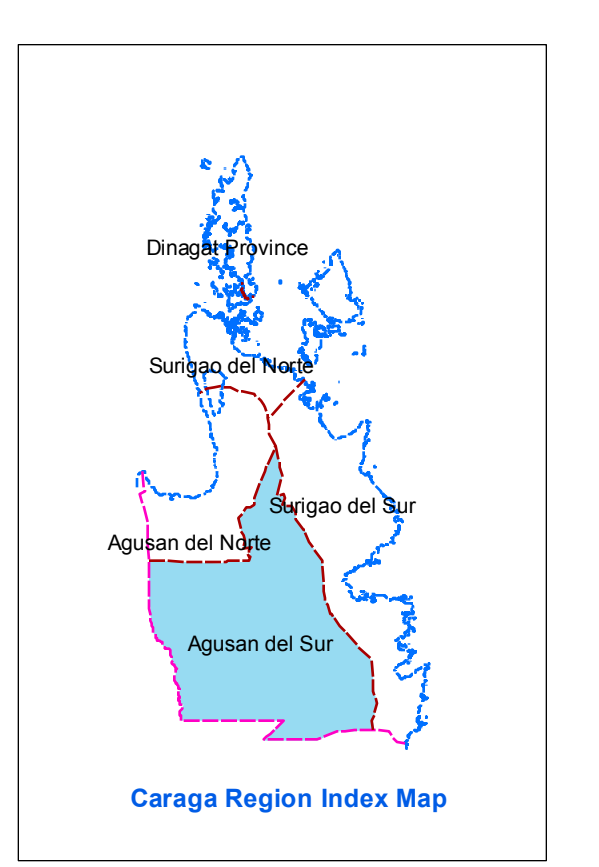 Dinagat Province
Surigao del Norte
Surigao del Sur
Agusan del Norte
Agusan del Sur
Caraga Region Index Map